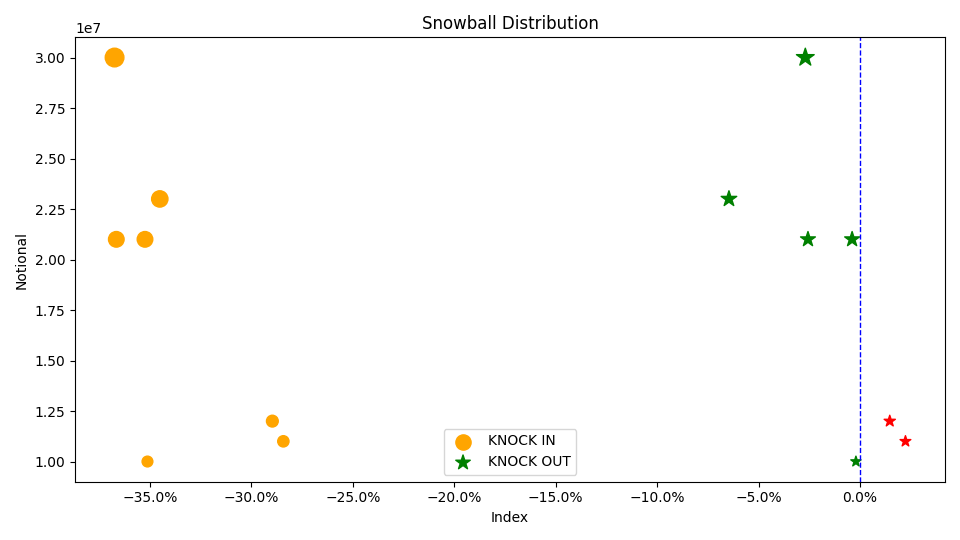 Snowball Distribution
1e7
3.00
2.75
2.50
2.25
2.00
1.75
1.50
1.25
1.00
Notional
KNOCK IN
KNOCK OUT
−35.0% −30.0% −25.0% −20.0% −15.0% −10.0% −5.0% 0.0%
Index